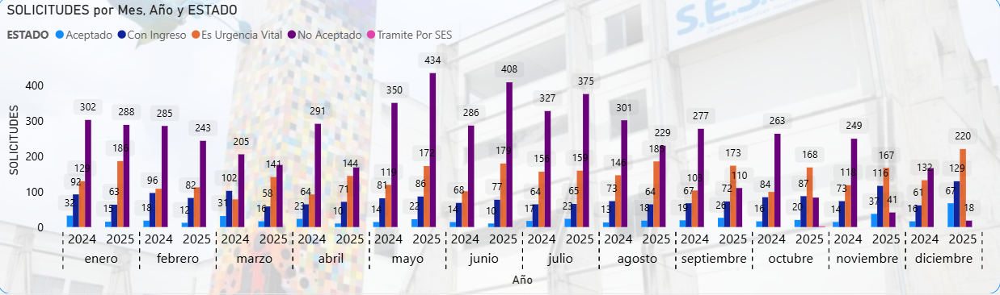 SOLICITUDES por Mes, Año y ESTADO
ESTADO Aceptado Con Ingreso Es Urgencia Vital No Aceptado Tramite Por SES
S.E.S.
SOLICITUDES
400
300
200
100
0
302 288 285 243 205 141 291 144 350 434 286 408 327 375 301 229 277 173 263 168 249 167 132 220
129 186 102 119 172 179 156 159 146 185 103 110 118 116 129
92 63 96 82 58 64 71 81 86 68 77 64 65 73 64 67 72 84 87 73 41 61 67
32 15 18 12 31 16 23 10 14 22 14 10 17 23 13 18 19 26 16 20 14 37 16 18
2024 2025 2024 2025 2024 2025 2024 2025 2024 2025 2024 2025 2024 2025 2024 2025 2024 2025 2024 2025 2024 2025 2024 2025
enero febrero marzo abril mayo junio julio agosto septiembre octubre noviembre diciembre
Año